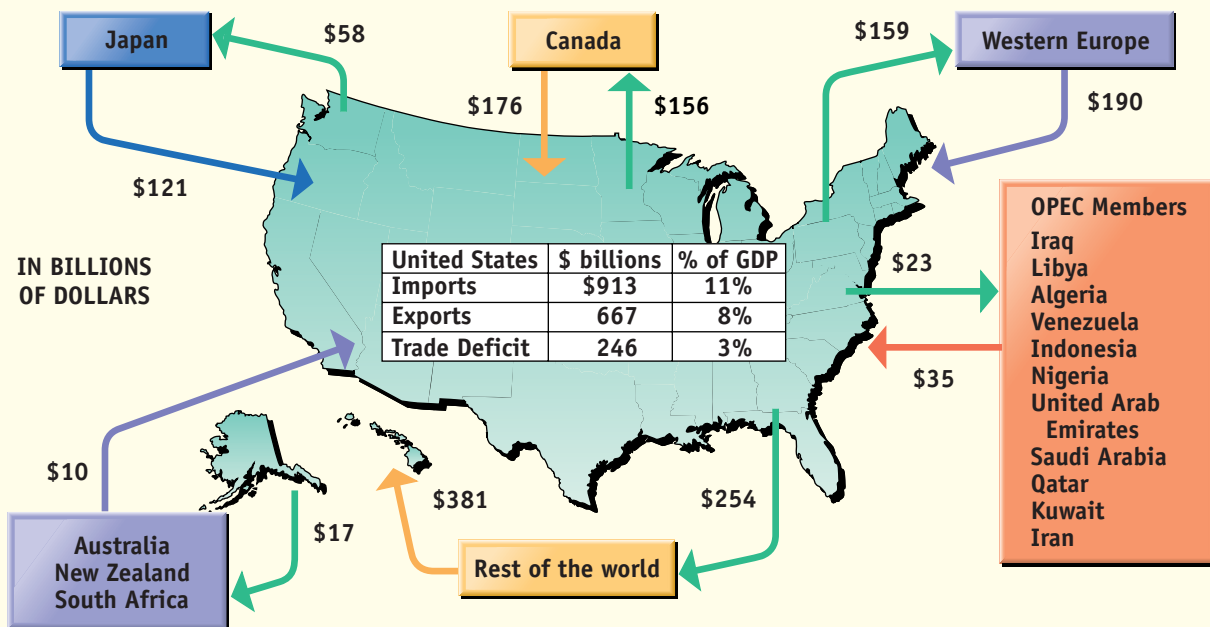 Japan
$58
Canada
$159
Western Europe
$176
$156
$190
$121
OPEC Members
Iraq
Libya
Algeria
Venezuela
Indonesia
Nigeria
United Arab
Emirates
Saudi Arabia
Qatar
Kuwait
Iran
$23
$35
IN BILLIONS
OF DOLLARS
United States $ billions % of GDP
Imports $913 11%
Exports 667 8%
Trade Deficit 246 3%
$10
$17
$381
$254
Australia
New Zealand
South Africa
Rest of the world